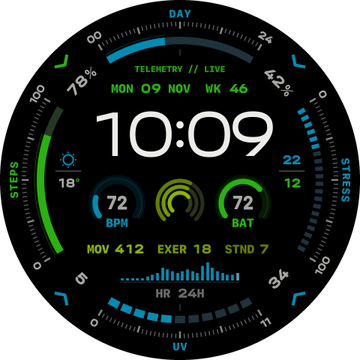 DAY
00
24
TELEMETRY // LIVE
78%
42%
MON 09 NOV WK 46
100
0
10:09
STEPS
STRESS
18°
22
12
72
BPM
72
BAT
MOV 412 EXER 18 STND 7
0
100
5
34
HR 24H
0
11
UV